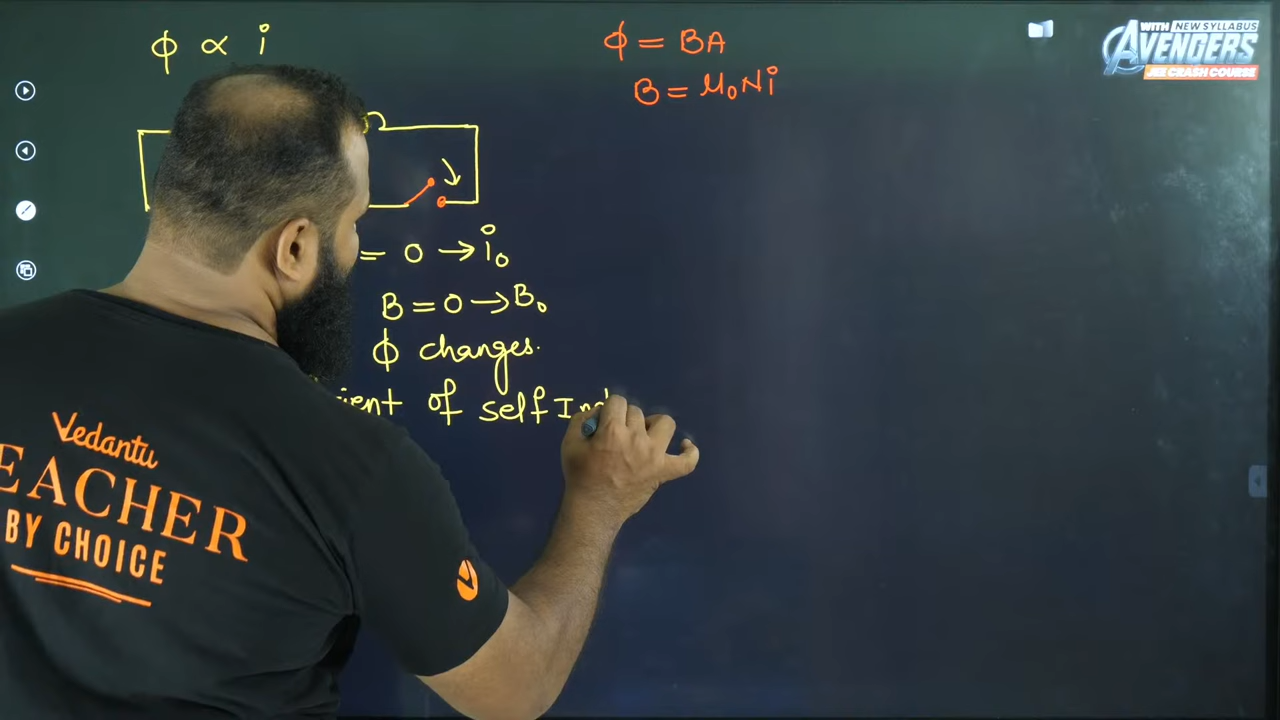 ϕ ∝ i
ϕ = BA
B = μ₀Ni
WITH NEW SYLLABUS
AVENGERS
JEE CRASH COURSE
= 0 → i₀
B = 0 → B₀
ϕ changes.
of self
Vedantu
EACHER
BY CHOICE